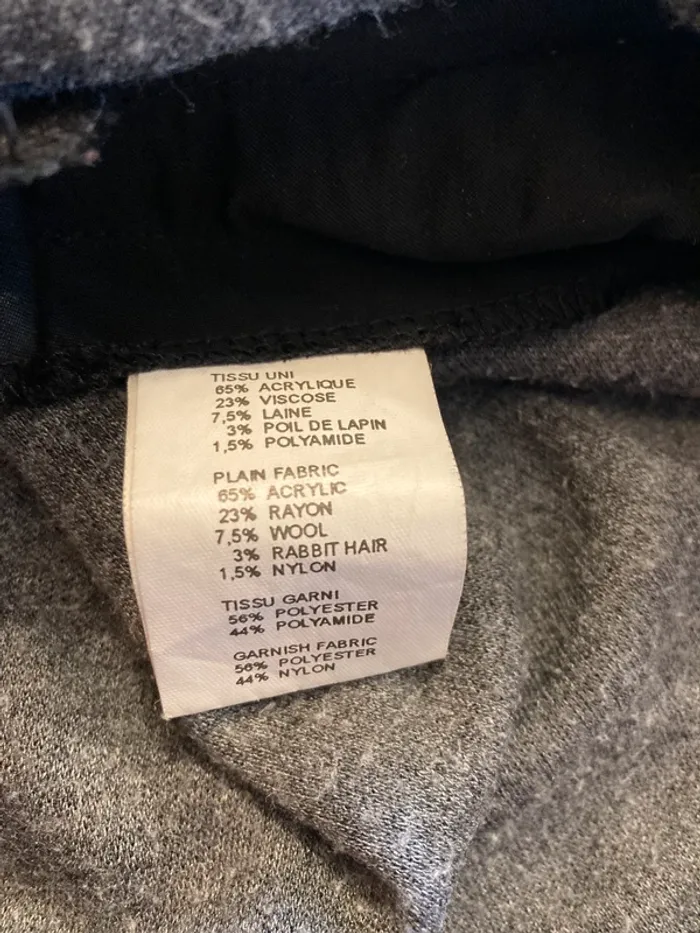 TISSU UNI
65% ACRYLIQUE
23% VISCOSE
7,5% LAINE
3% POIL DE LAPIN
1,5% POLYAMIDE
PLAIN FABRIC
65% ACRYLIC
23% RAYON
7,5% WOOL
3% RABBIT HAIR
1,5% NYLON
TISSU GARNI
56% POLYESTER
44% POLYAMIDE
GARNISH FABRIC
56% POLYESTER
44% NYLON